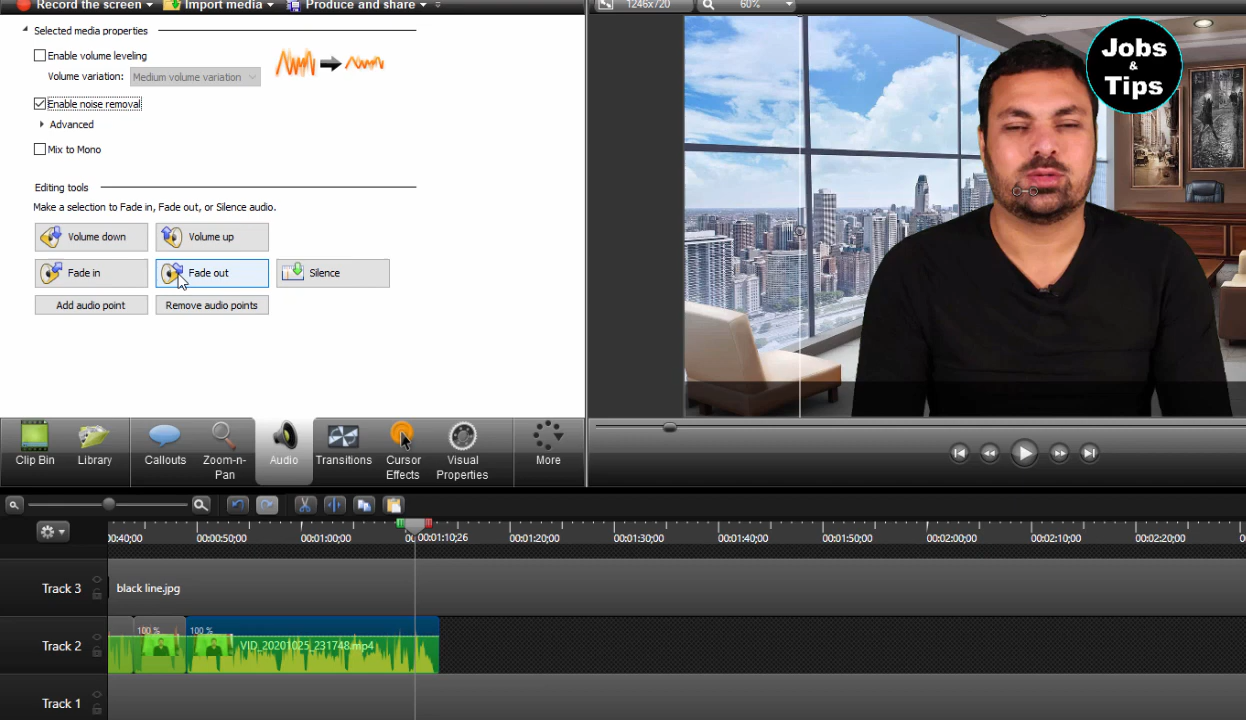 Record the screen Import media Produce and share
1246x720 60%
Selected media properties
Enable volume leveling
Volume variation: Medium volume variation
Enable noise removal
Advanced
Mix to Mono
Editing tools
Make a selection to Fade in, Fade out, or Silence audio.
Volume down Volume up
Fade in Fade out Silence
Add audio point Remove audio points
Jobs
&
Tips
Clip Bin Library Callouts Zoom-n-Pan Audio Transitions Cursor Effects Visual Properties More
00:40;00 00:00:50;00 00:01:00;00 00:01:10;26 00:01:20;00 00:01:30;00 00:01:40;00 00:01:50;00 00:02:00;00 00:02:10;00 00:02:20;00
Track 3 black line.jpg
100 % 100 %
Track 2 VID_20201025_231748.mp4
Track 1